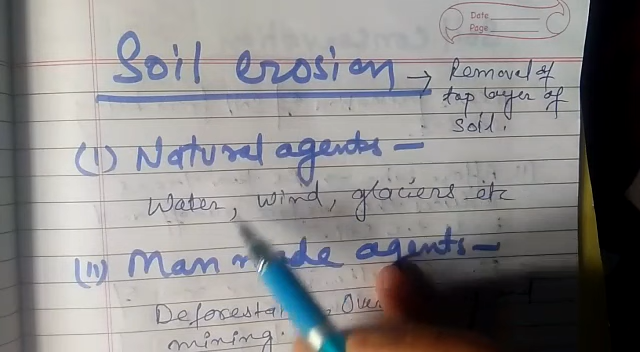 Date
Page
Soil erosion → Removal of
top layer of
soil.
(i) Natural agents –
Water, wind, glaciers etc
(ii) Man made agents –
mining.